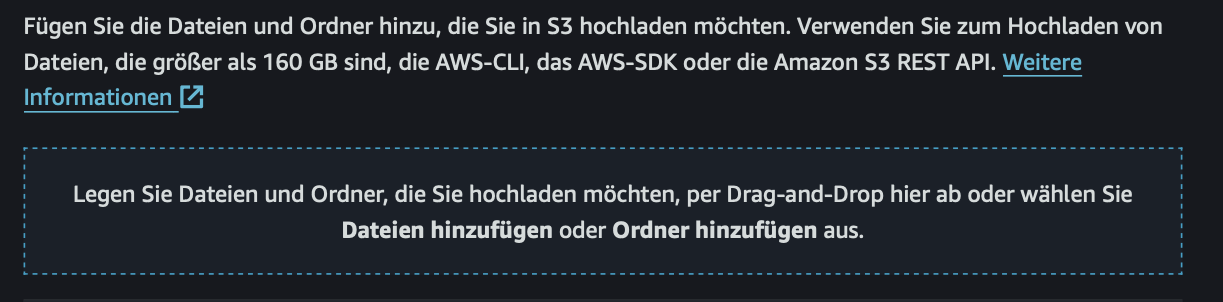 Fügen Sie die Dateien und Ordner hinzu, die Sie in S3 hochladen möchten. Verwenden Sie zum Hochladen von
Dateien, die größer als 160 GB sind, die AWS-CLI, das AWS-SDK oder die Amazon S3 REST API. Weitere
Informationen
Legen Sie Dateien und Ordner, die Sie hochladen möchten, per Drag-and-Drop hier ab oder wählen Sie
Dateien hinzufügen oder Ordner hinzufügen aus.